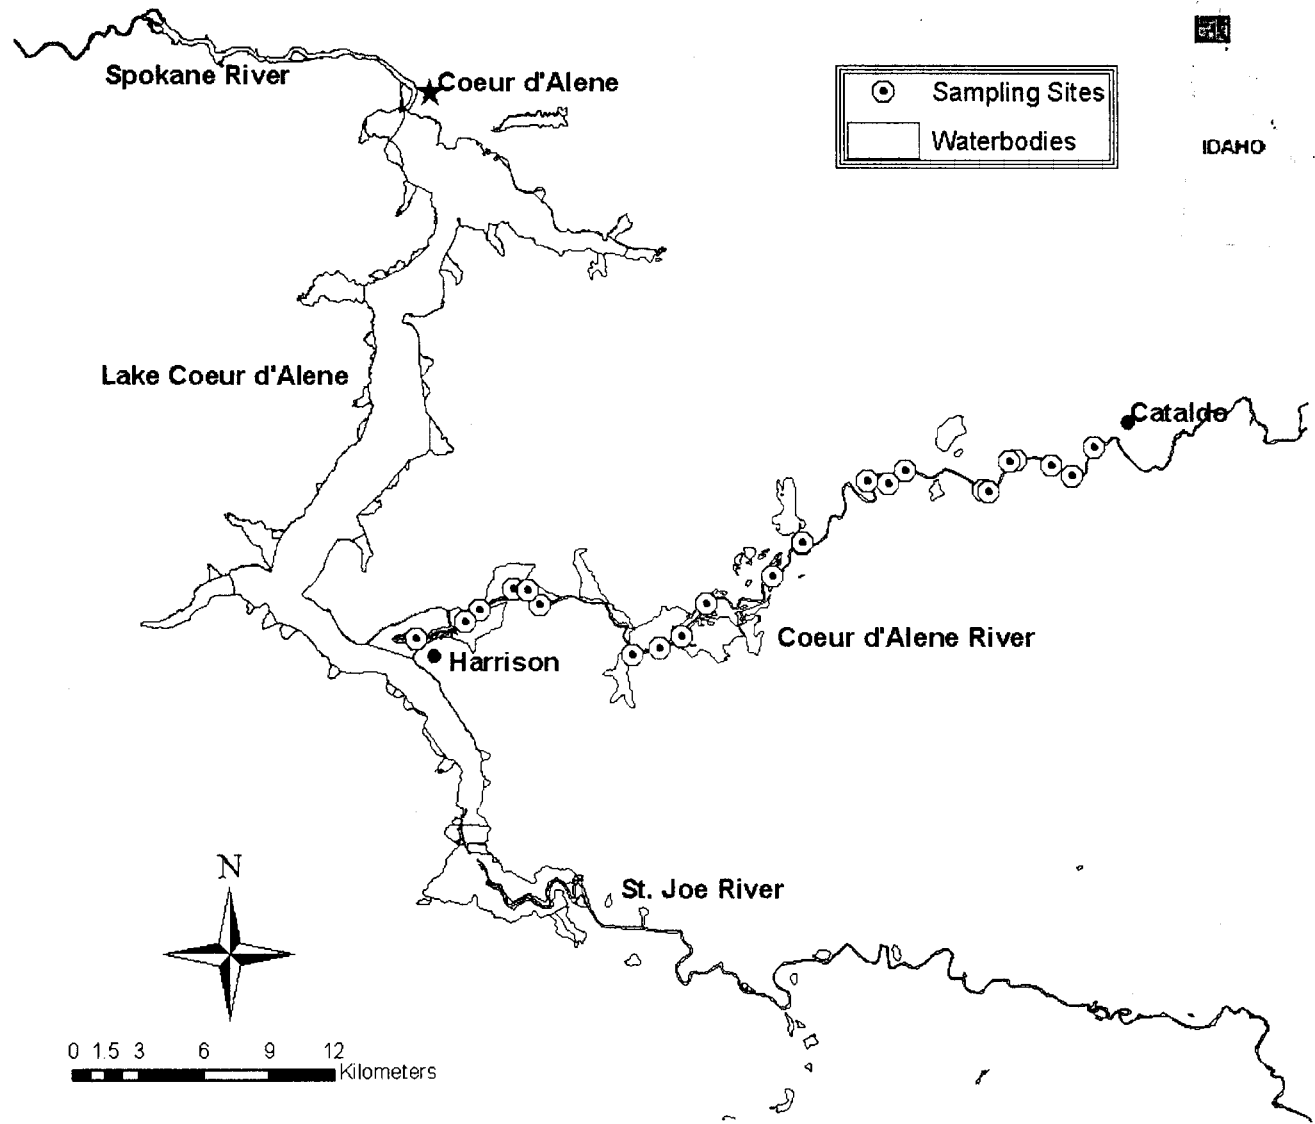 Spokane River
Coeur d'Alene
Sampling Sites
Waterbodies
IDAHO
Lake Coeur d'Alene
Cataldo
Coeur d'Alene River
Harrison
N
St. Joe River
0 1.5 3 6 9 12
Kilometers